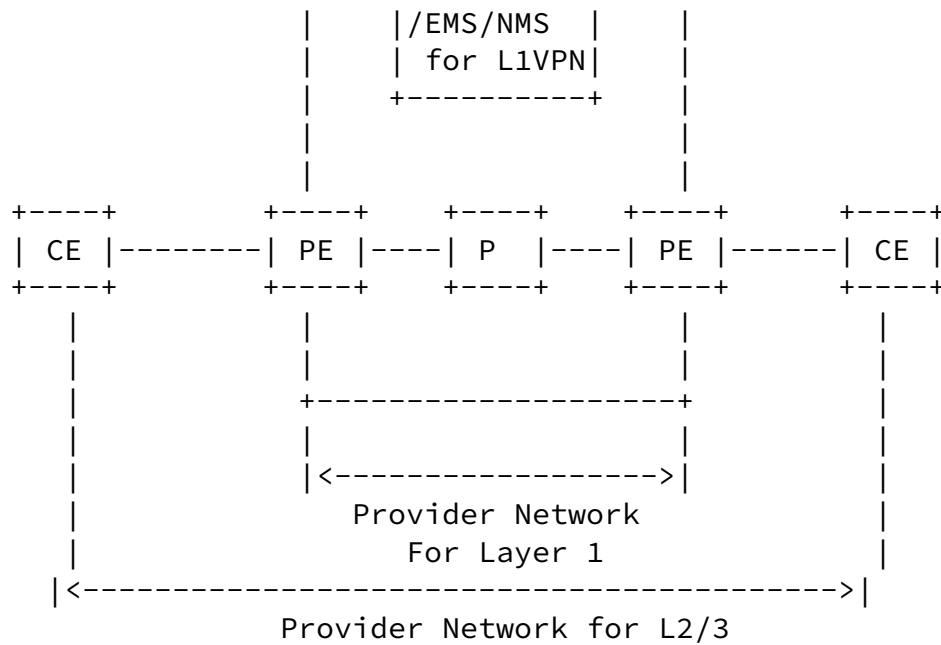 /EMS/NMS
for L1VPN
CE PE P PE CE
Provider Network
For Layer 1
Provider Network for L2/3